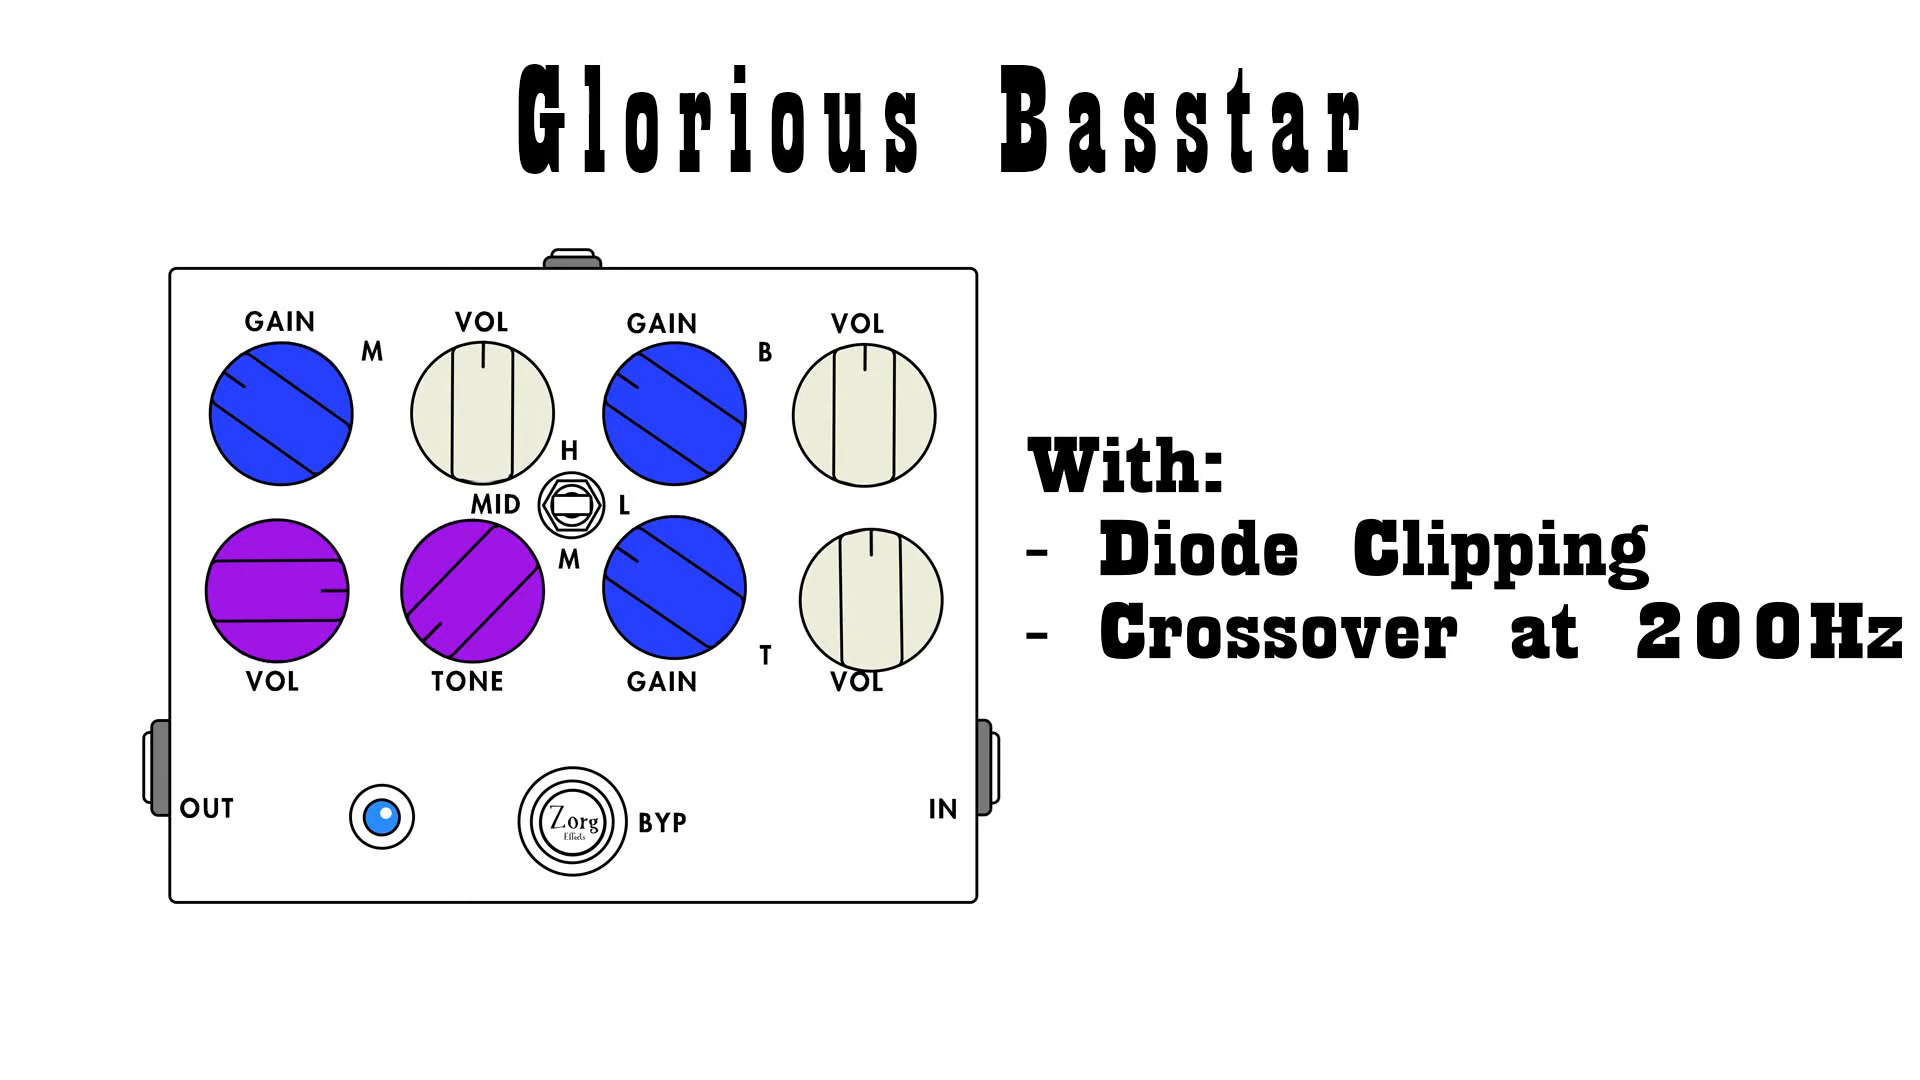 Glorious Basstar
GAIN M VOL GAIN B VOL
H
MID L
M
With:
- Diode Clipping
- Crossover at 200Hz
T
VOL TONE GAIN VOL
OUT Zorg Effects BYP IN